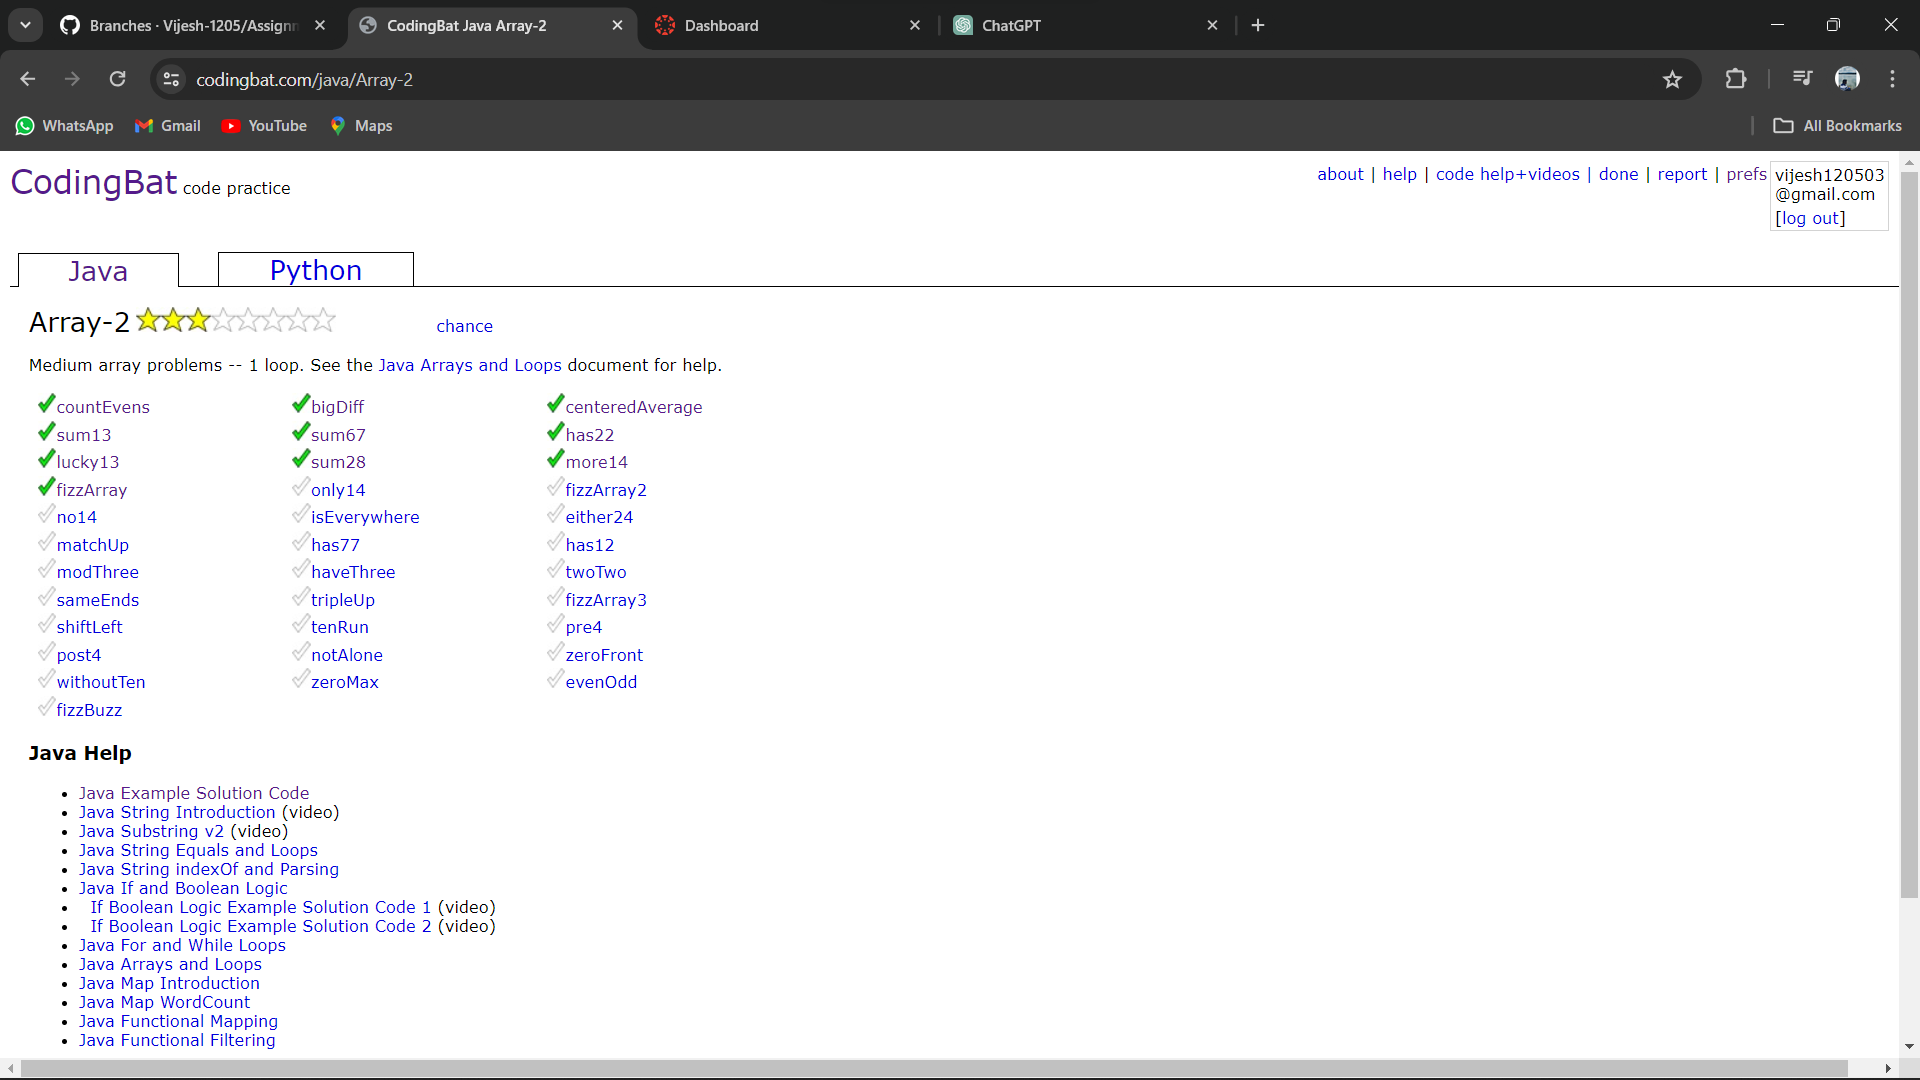 Branches · Vijesh-1205/Assignn
CodingBat Java Array-2
Dashboard
ChatGPT
codingbat.com/java/Array-2
WhatsApp Gmail YouTube Maps All Bookmarks
CodingBat code practice
about | help | code help+videos | done | report | prefs
vijesh120503
@gmail.com
[log out]
Java Python
Array-2 chance
Medium array problems -- 1 loop. See the Java Arrays and Loops document for help.
countEvens bigDiff centeredAverage
sum13 sum67 has22
lucky13 sum28 more14
fizzArray only14 fizzArray2
no14 isEverywhere either24
matchUp has77 has12
modThree haveThree twoTwo
sameEnds tripleUp fizzArray3
shiftLeft tenRun pre4
post4 notAlone zeroFront
withoutTen zeroMax evenOdd
fizzBuzz
Java Help
• Java Example Solution Code
• Java String Introduction (video)
• Java Substring v2 (video)
• Java String Equals and Loops
• Java String indexOf and Parsing
• Java If and Boolean Logic
• If Boolean Logic Example Solution Code 1 (video)
• If Boolean Logic Example Solution Code 2 (video)
• Java For and While Loops
• Java Arrays and Loops
• Java Map Introduction
• Java Map WordCount
• Java Functional Mapping
• Java Functional Filtering